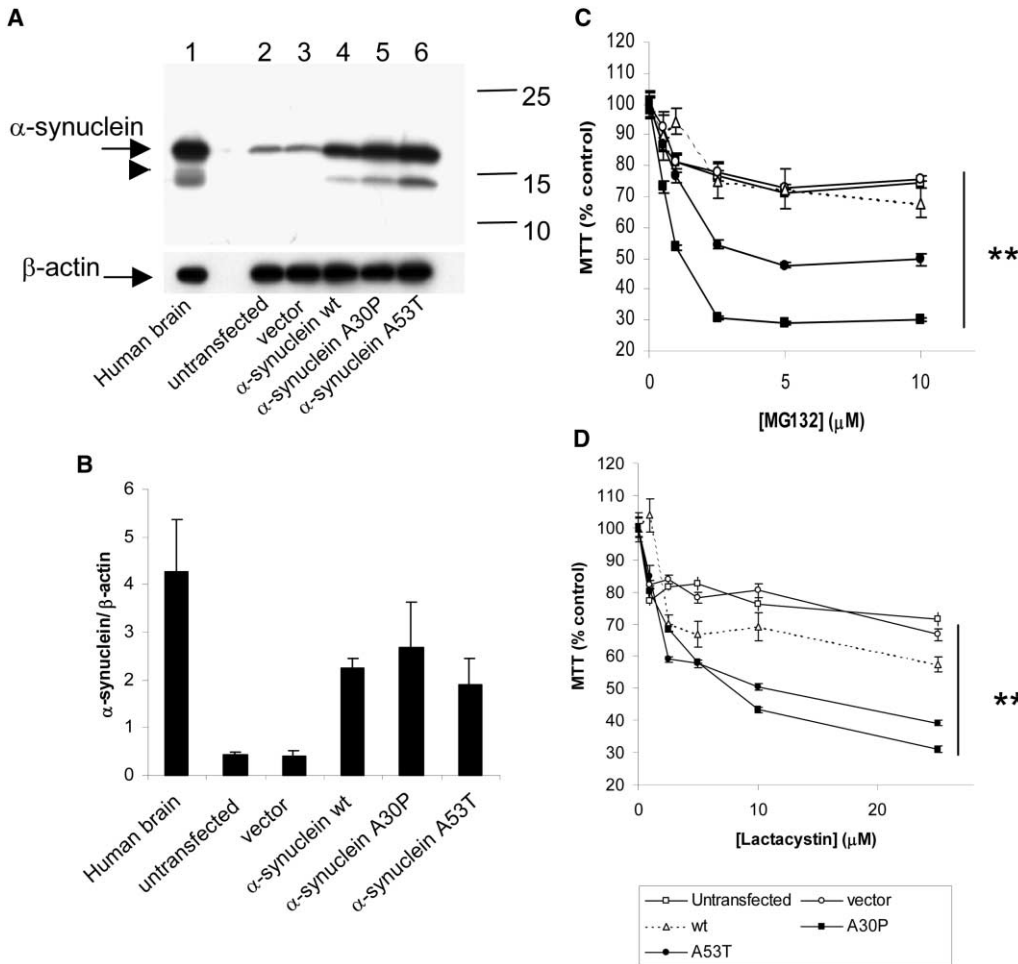 A
1 2 3 4 5 6
α-synuclein
25
15
10
β-actin
Human brain
untransfected
vector
α-synuclein wt
α-synuclein A30P
α-synuclein A53T
B
6
5
4
3
2
1
0
α-synuclein/β-actin
Human brain
untransfected
vector
α-synuclein wt
α-synuclein A30P
α-synuclein A53T
C
120
110
100
90
80
70
60
50
40
30
20
MTT (% control)
0 5 10
[MG132] (μM)
**
D
120
110
100
90
80
70
60
50
40
30
20
MTT (% control)
0 10 20
[Lactacystin] (μM)
**
Untransfected vector
wt A30P
A53T